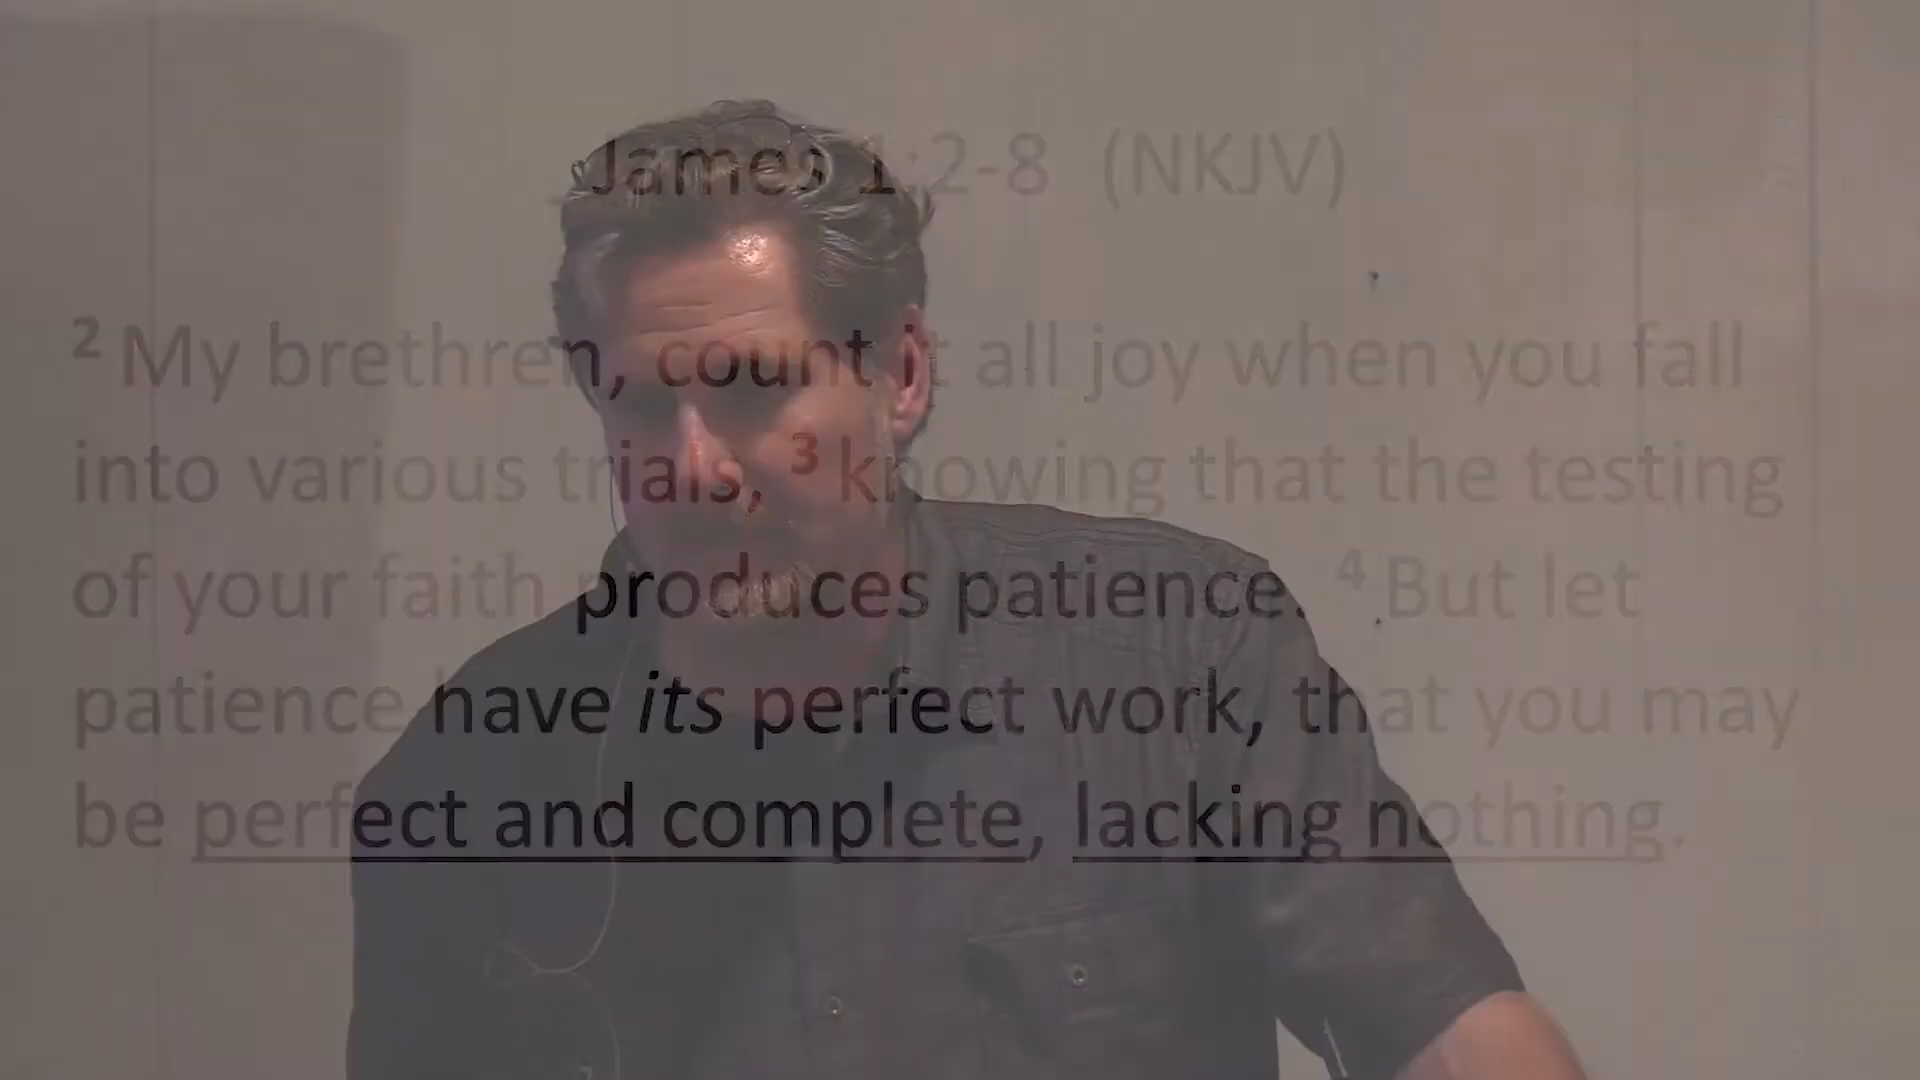 James 1:2-8 (NKJV)
2 My brethren, count it all joy when you fall
into various trials, 3 knowing that the testing
of your faith produces patience. 4 But let
patience have its perfect work, that you may
be perfect and complete, lacking nothing.